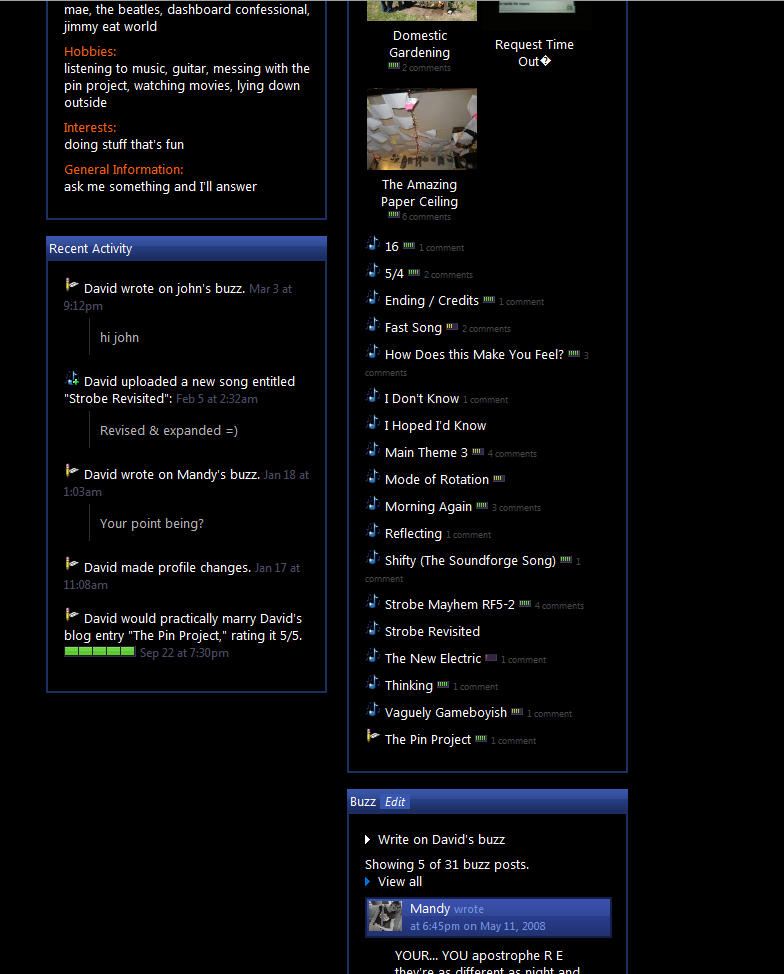 mae, the beatles, dashboard confessional,
jimmy eat world
Hobbies:
listening to music, guitar, messing with the
pin project, watching movies, lying down
outside
Interests:
doing stuff that's fun
General Information:
ask me something and I'll answer
Recent Activity
David wrote on john's buzz. Mar 3 at
9:12pm
hi john
David uploaded a new song entitled
"Strobe Revisited": Feb 5 at 2:32am
Revised & expanded =)
David wrote on Mandy's buzz. Jan 18 at
1:03am
Your point being?
David made profile changes. Jan 17 at
11:08am
David would practically marry David's
blog entry "The Pin Project," rating it 5/5.
Sep 22 at 7:30pm
Domestic
Gardening
2 comments
Request Time
Out�
The Amazing
Paper Ceiling
6 comments
16 1 comment
5/4 2 comments
Ending / Credits 1 comment
Fast Song 2 comments
How Does this Make You Feel? 3
comments
I Don't Know 1 comment
I Hoped I'd Know
Main Theme 3 4 comments
Mode of Rotation
Morning Again 3 comments
Reflecting 1 comment
Shifty (The Soundforge Song) 1
comment
Strobe Mayhem RF5-2 4 comments
Strobe Revisited
The New Electric 1 comment
Thinking 1 comment
Vaguely Gameboyish 1 comment
The Pin Project 1 comment
Buzz Edit
Write on David's buzz
Showing 5 of 31 buzz posts.
View all
Mandy wrote
at 6:45pm on May 11, 2008
YOUR... YOU apostrophe R E
they're as different as night and